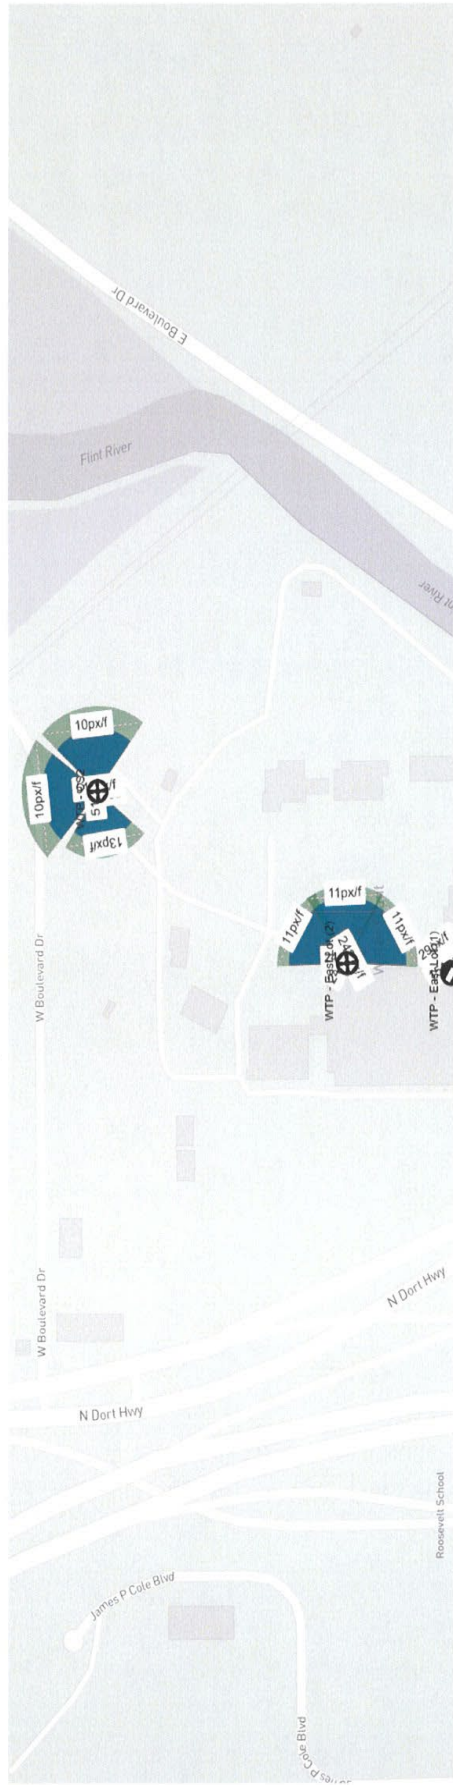 E Boulevard Dr
Flint River
River
10px/f
10px/f
13px/f
11px/f
11px/f
11px/f
WTP - East Lot (2)
29px/f
WTP - East Lot (1)
W Boulevard Dr
W Boulevard Dr
N Dort Hwy
N Dort Hwy
Roosevelt School
James P Cole Blvd
James P Cole Blvd